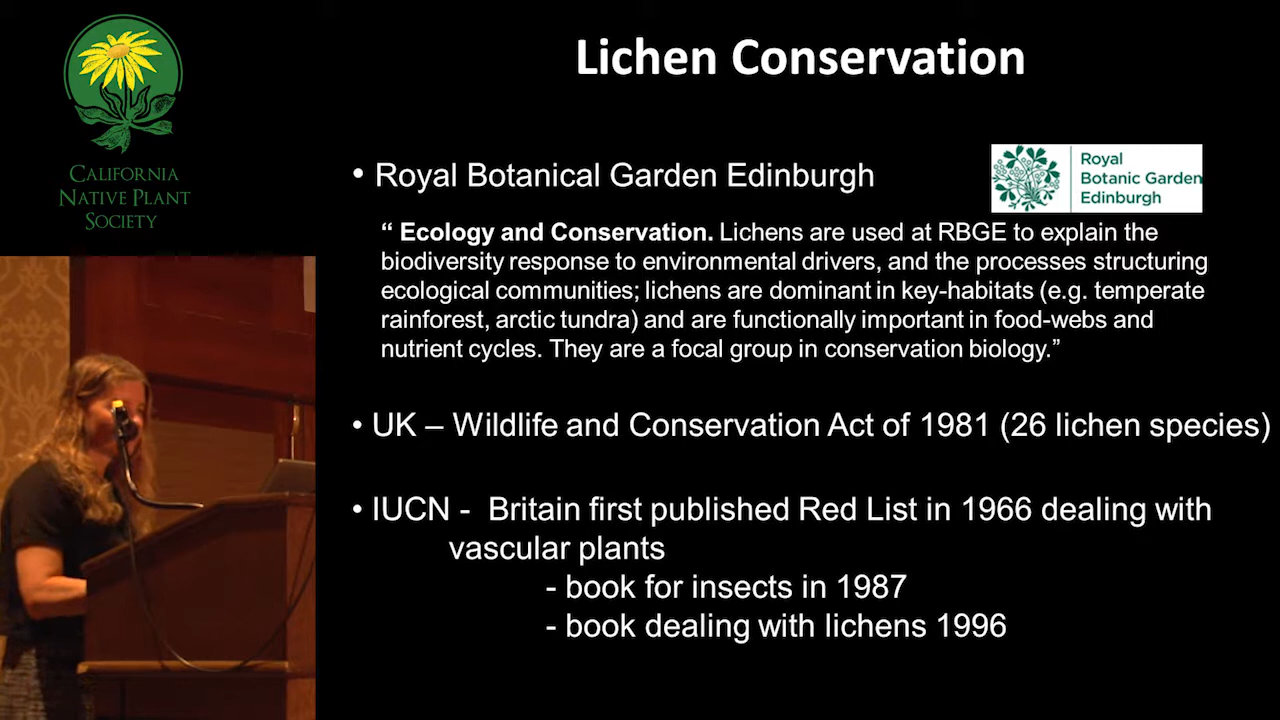 California
Native Plant
Society
Lichen Conservation
• Royal Botanical Garden Edinburgh
Royal
Botanic Garden
Edinburgh
“ Ecology and Conservation. Lichens are used at RBGE to explain the
biodiversity response to environmental drivers, and the processes structuring
ecological communities; lichens are dominant in key-habitats (e.g. temperate
rainforest, arctic tundra) and are functionally important in food-webs and
nutrient cycles. They are a focal group in conservation biology.”
• UK – Wildlife and Conservation Act of 1981 (26 lichen species)
• IUCN - Britain first published Red List in 1966 dealing with
vascular plants
- book for insects in 1987
- book dealing with lichens 1996